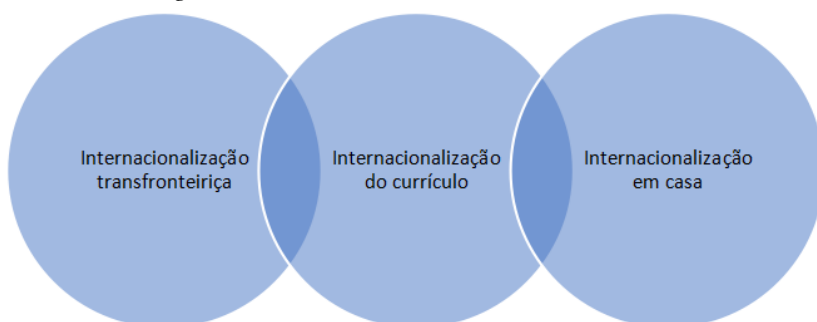 Internacionalização
transfronteiriça
Internacionalização
do currículo
Internacionalização
em casa